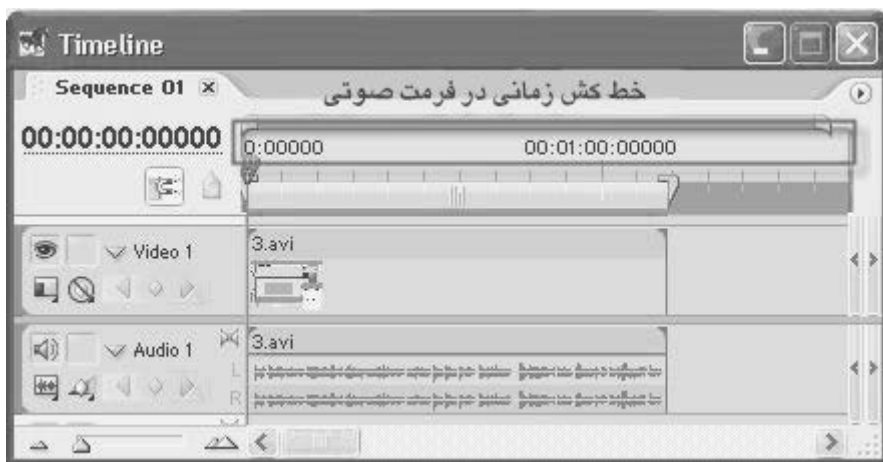 Timeline
Sequence 01
خط کش زمانی در فرمت صوتی
00:00:00:00000
0:00000 00:01:00:00000
Video 1
3.avi
Audio 1
3.avi
L
R